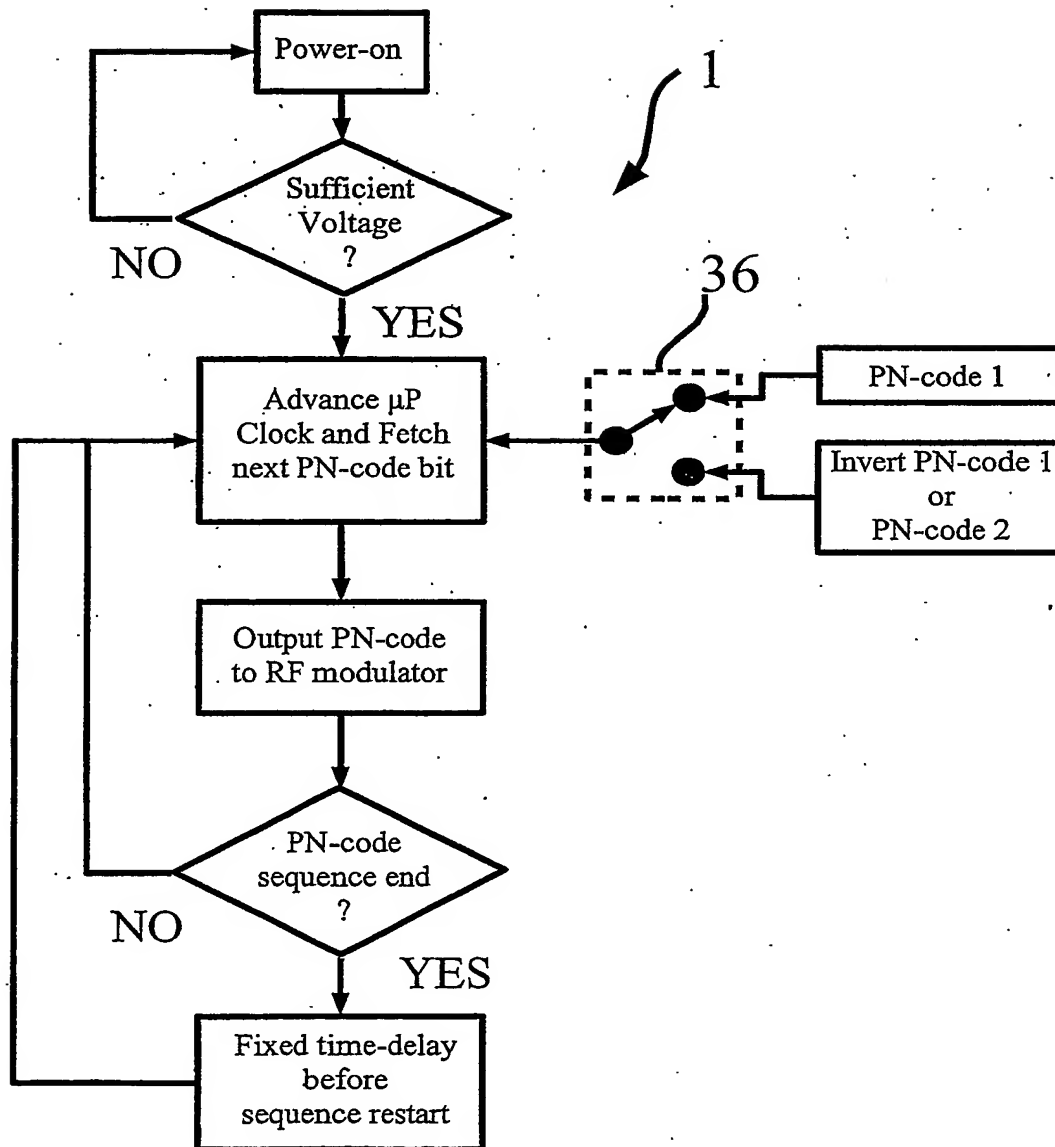 Power-on
1
Sufficient
Voltage
?
NO
YES
36
Advance µP
Clock and Fetch
next PN-code bit
PN-code 1
Invert PN-code 1
or
PN-code 2
Output PN-code
to RF modulator
PN-code
sequence end
?
NO
YES
Fixed time-delay
before
sequence restart